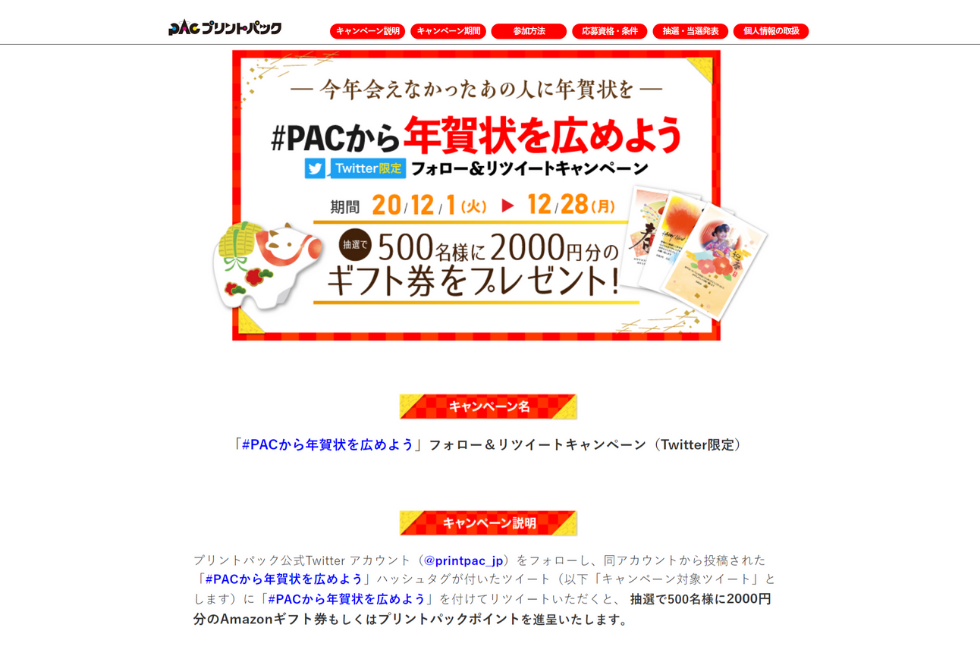 PAC プリントパック
キャンペーン説明 キャンペーン期間 参加方法 応募資格・条件 抽選・当選発表 個人情報の取扱
― 今年会えなかったあの人に年賀状を ―
#PACから年賀状を広めよう
Twitter限定 フォロー&リツイートキャンペーン
期間 20/12/1(火) ▶ 12/28(月)
抽選で 500名様に2000円分の
ギフト券をプレゼント!
キャンペーン名
「#PACから年賀状を広めよう」フォロー＆リツイートキャンペーン（Twitter限定）
キャンペーン説明
プリントパック公式Twitter アカウント（@printpac_jp）をフォローし、同アカウントから投稿された
「#PACから年賀状を広めよう」ハッシュタグが付いたツイート（以下「キャンペーン対象ツイート」と
します）に「#PACから年賀状を広めよう」を付けてリツイートいただくと、 抽選で500名様に2000円
分のAmazonギフト券もしくはプリントパックポイントを進呈いたします。